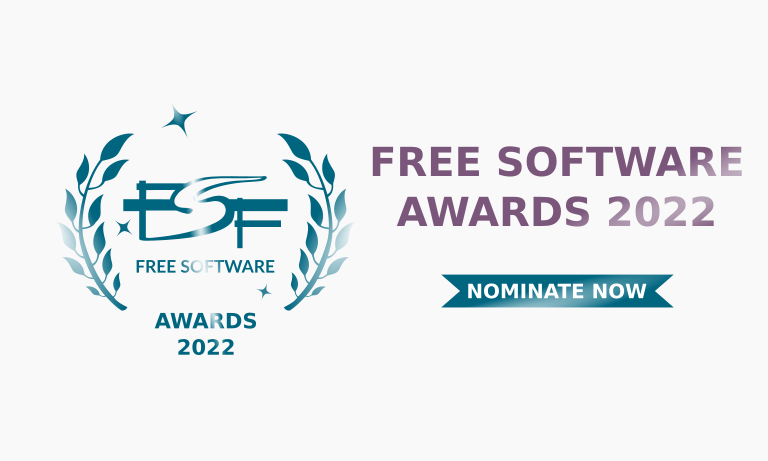 FSF
FREE SOFTWARE
AWARDS
2022
FREE SOFTWARE
AWARDS 2022
NOMINATE NOW